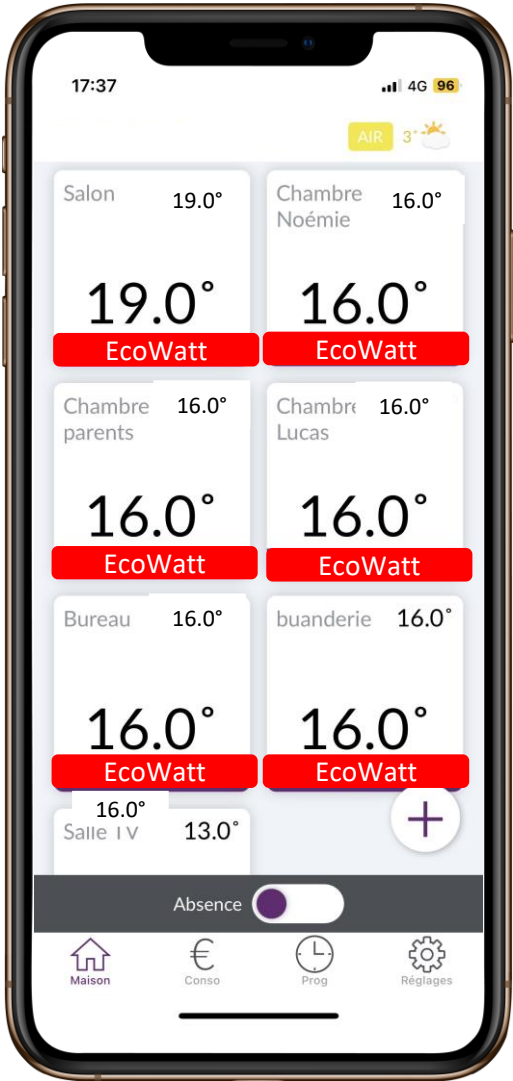 17:37
4G 96
AIR 3°
Salon 19.0°
19.0°
EcoWatt
Chambre Noémie 16.0°
16.0°
EcoWatt
Chambre parents 16.0°
16.0°
EcoWatt
Chambre Lucas 16.0°
16.0°
EcoWatt
Bureau 16.0°
16.0°
EcoWatt
buanderie 16.0°
16.0°
EcoWatt
16.0°
Salle TV 13.0°
Absence
Maison
€
Conso
Prog
Réglages